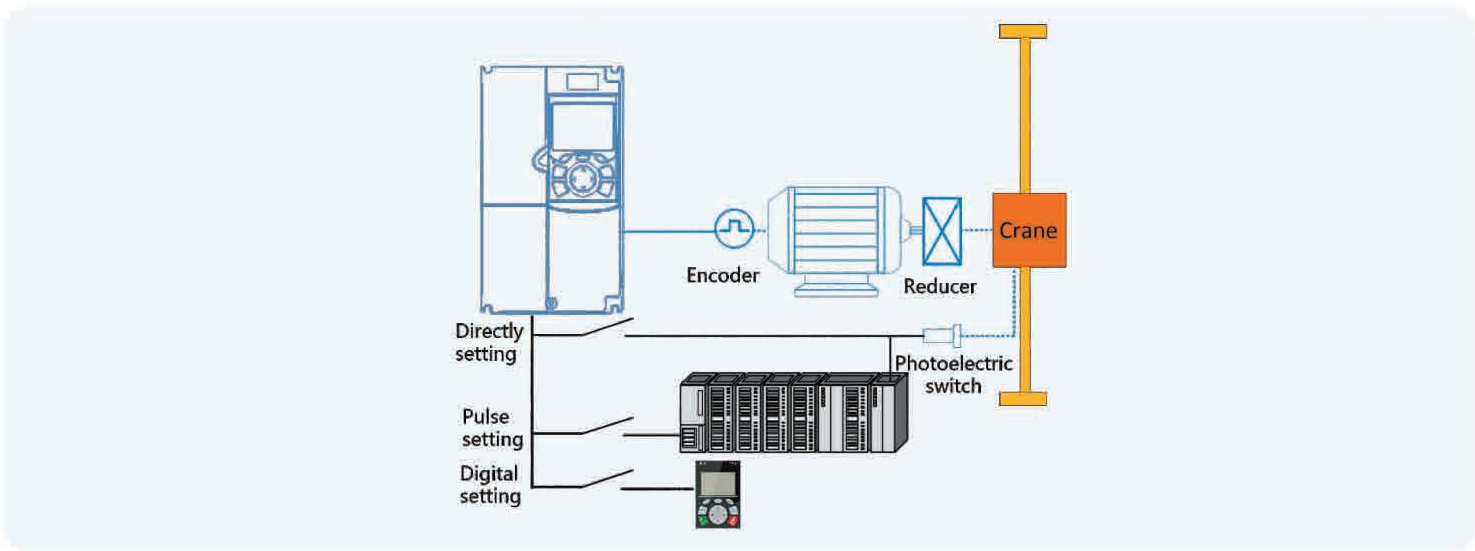 Crane
Encoder
Reducer
Directly
setting
Photoelectric
switch
Pulse
setting
Digital
setting